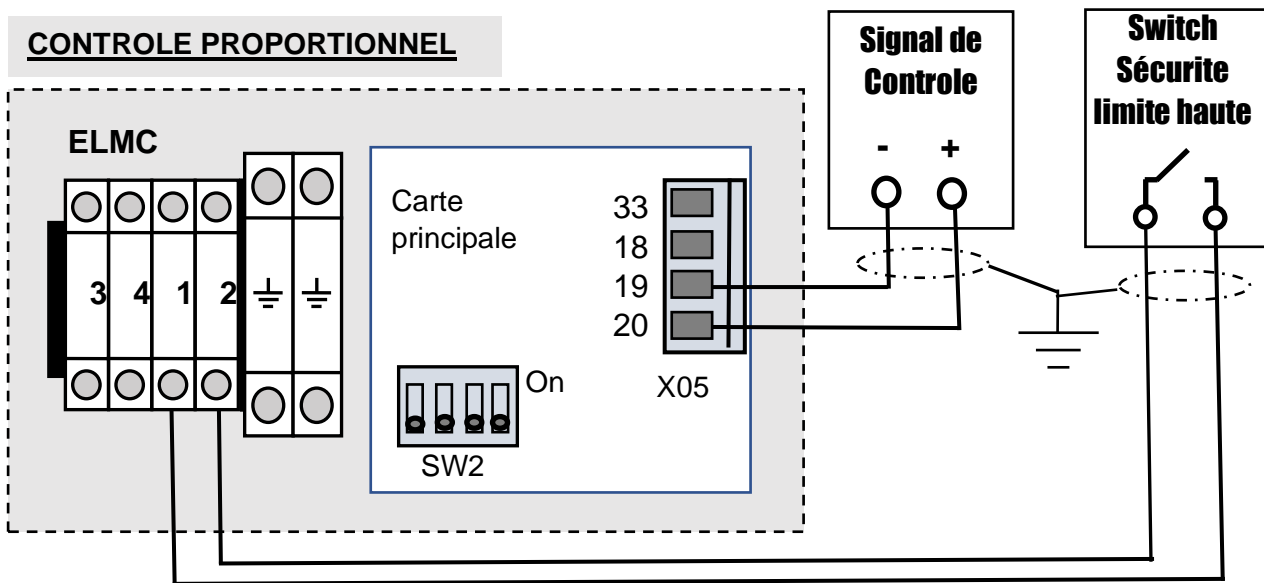 CONTROLE PROPORTIONNEL
Signal de
Controle
- +
Switch
Sécurite
limite haute
ELMC
3 4 1 2
Carte
principale
33
18
19
20
X05
On
SW2